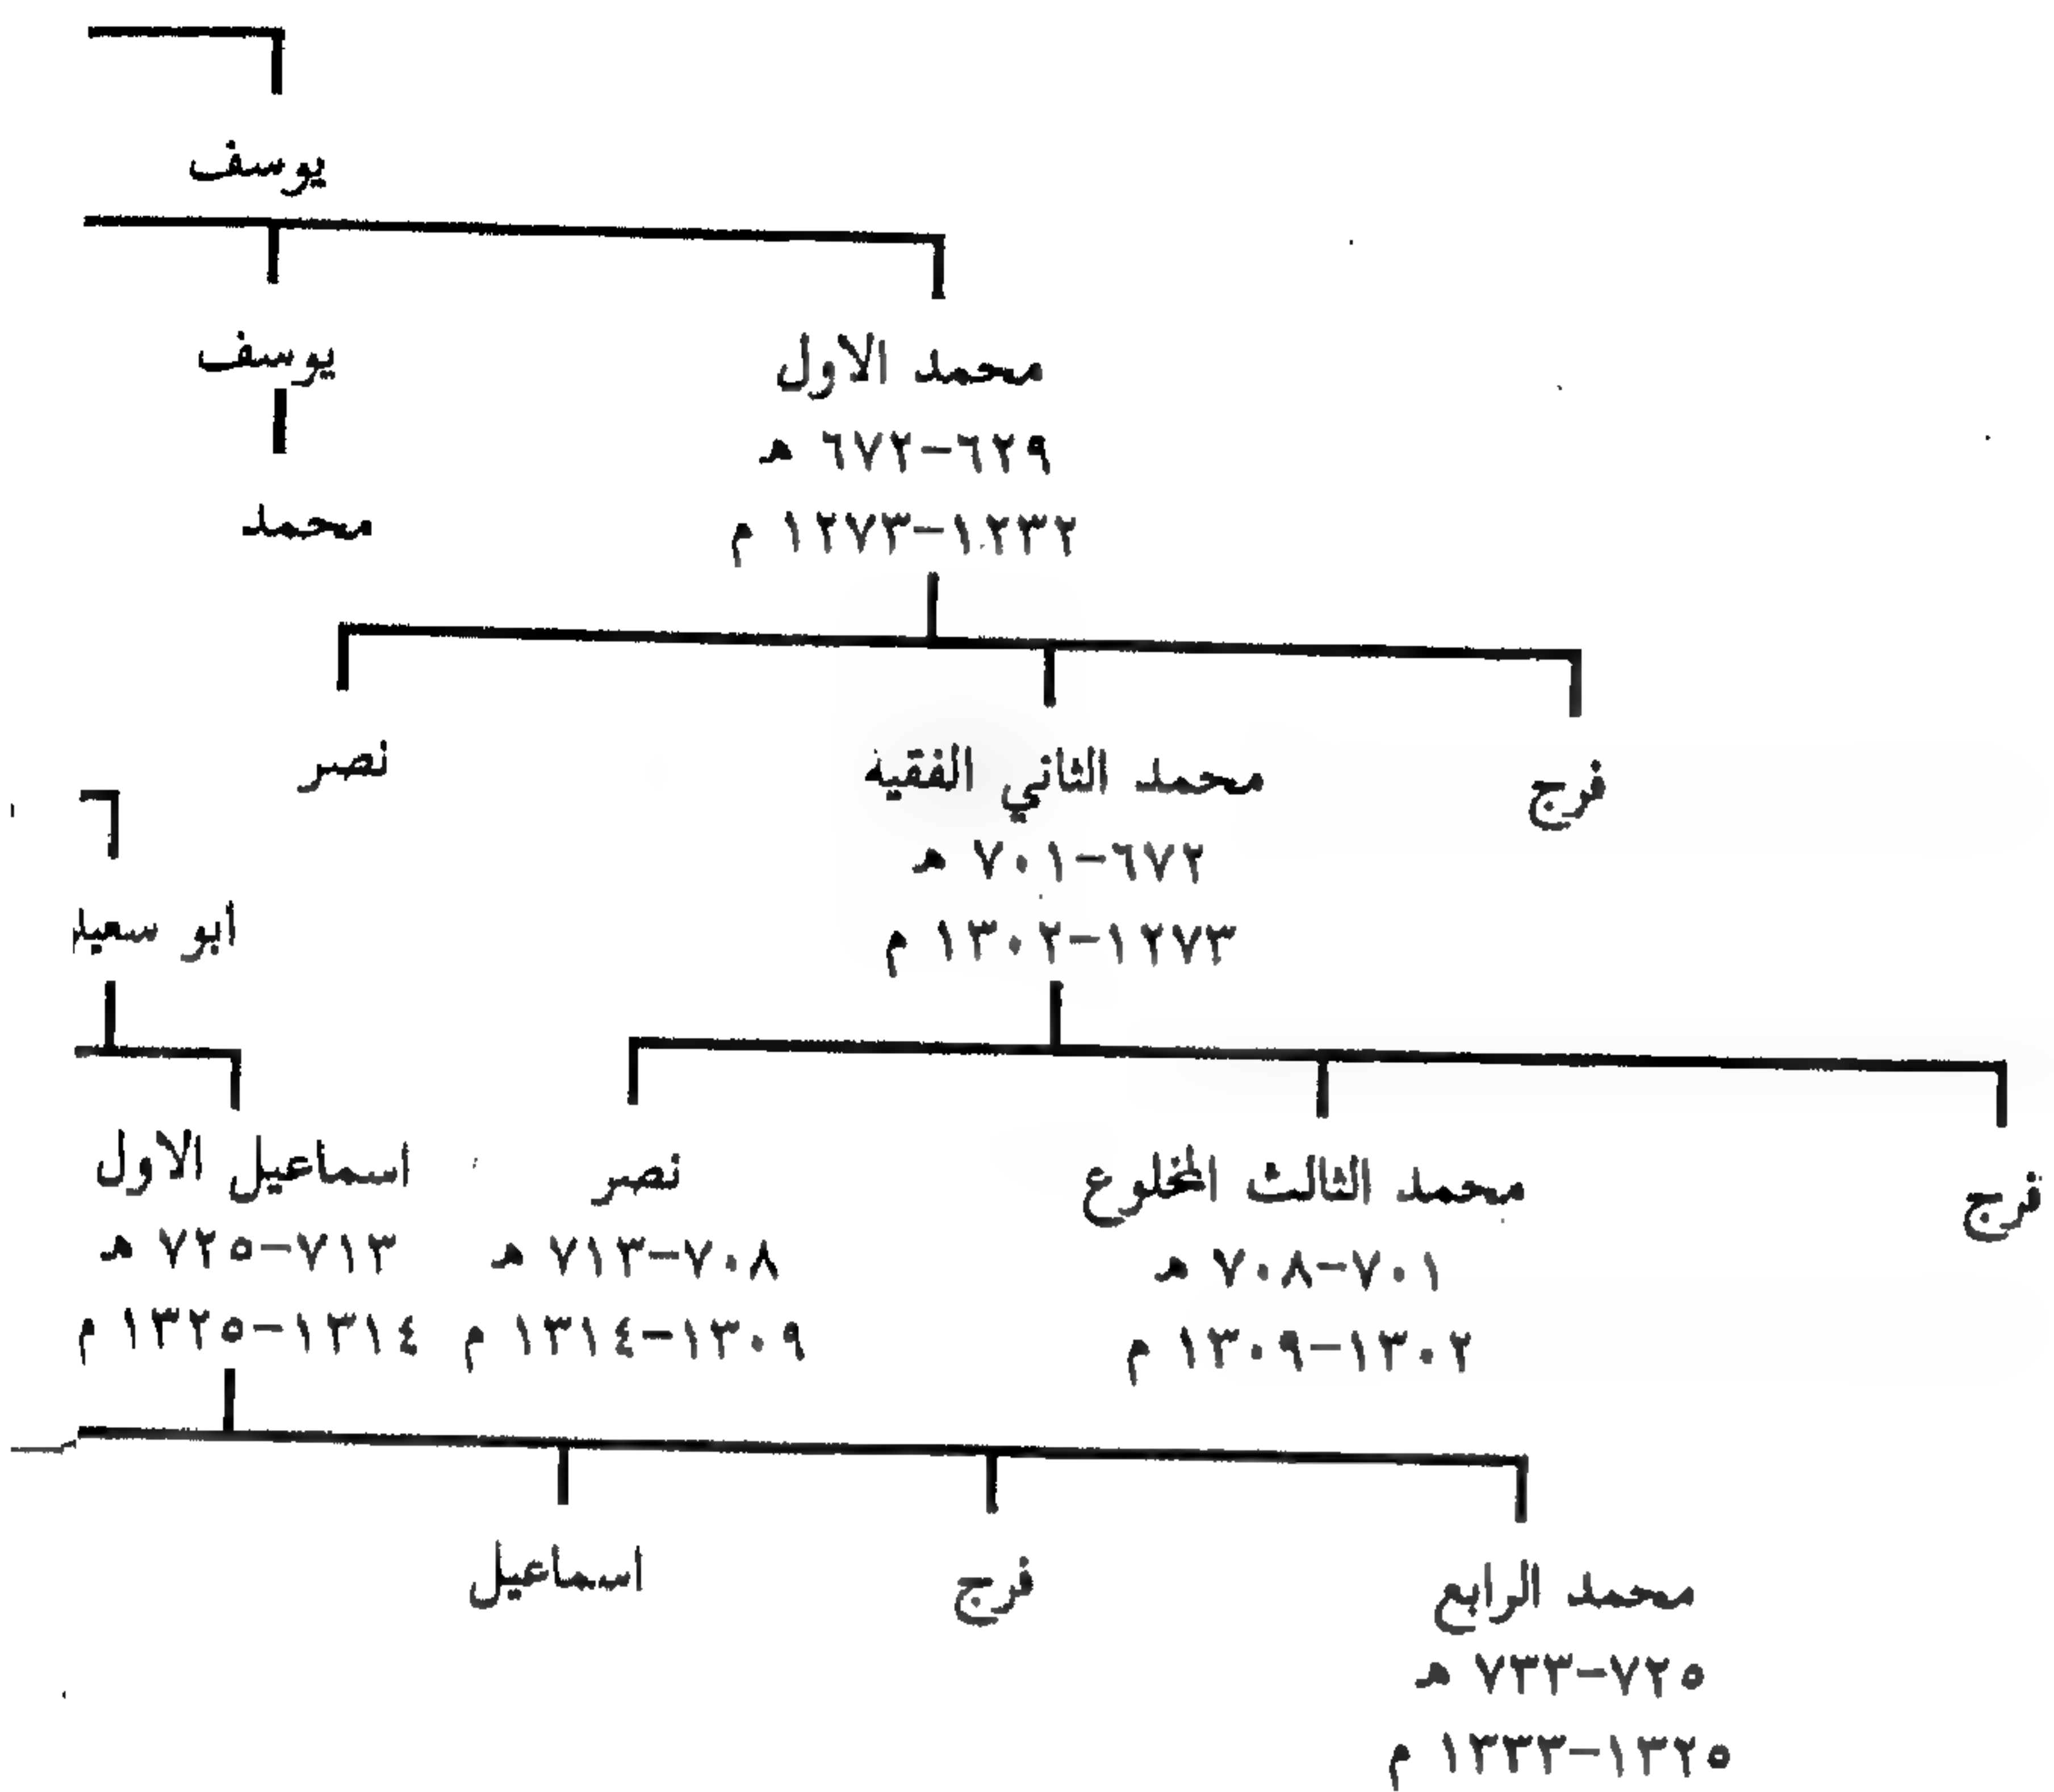 يوسف
محمد الاول
يوسف
٦٢٩-٦٧٢ هـ
١٢٣٢-١٢٧٣ م
محمد
فرج
محمد الثاني الفقيه
نصر
٦٧٢-٧٠١ هـ
١٢٧٣-١٣٠٢ م
ابو سعيد
فرج
محمد الثالث المخلوع
نصر
اسماعيل الاول
٧٠١-٧٠٨ هـ
٧٠٨-٧١٣ هـ
٧١٣-٧٢٥ هـ
١٣٠٢-١٣٠٩ م
١٣٠٩-١٣١٤ م
١٣١٤-١٣٢٥ م
محمد الرابع
فرج
اسماعيل
٧٢٥-٧٣٣ هـ
١٣٢٥-١٣٣٣ م